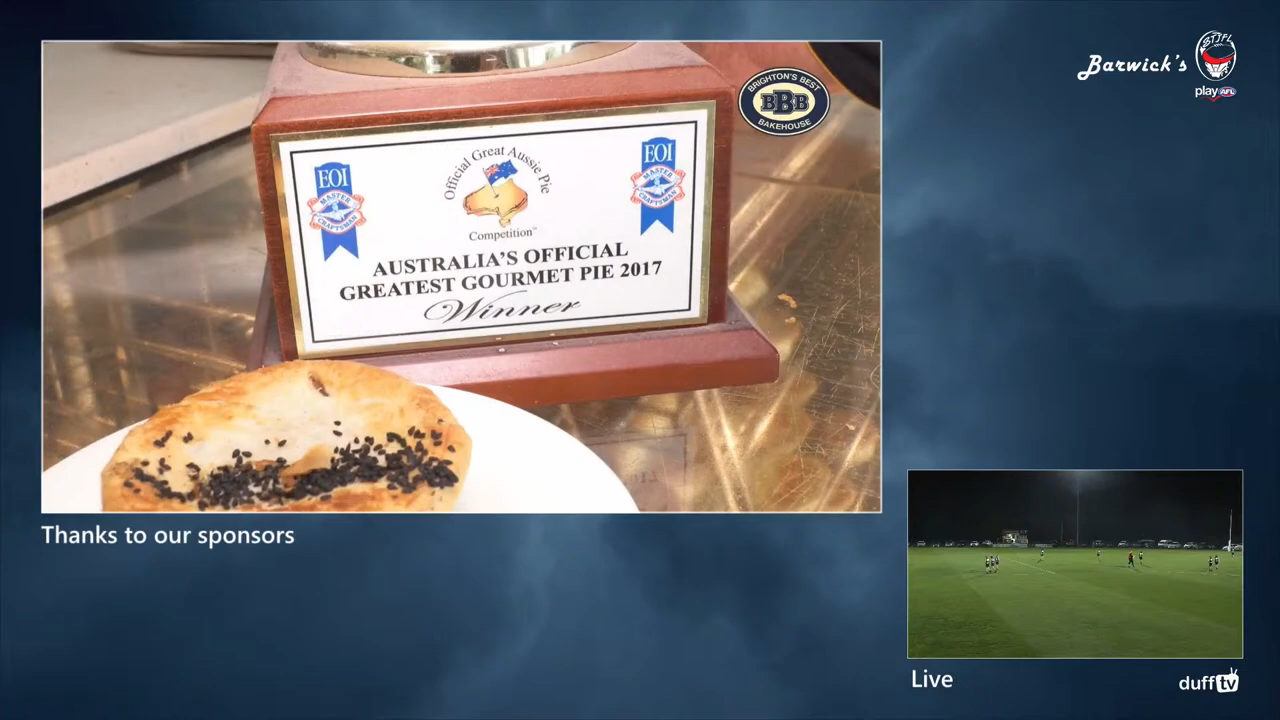 Barwick's
STJFL
play AFL
BRIGHTON'S BEST
BBB
BAKEHOUSE
EOI
MASTER
CRAFTSMAN
Official Great Aussie Pie
Competition™
EOI
MASTER
CRAFTSMAN
AUSTRALIA'S OFFICIAL
GREATEST GOURMET PIE 2017
Winner
Thanks to our sponsors
Live
duff tv